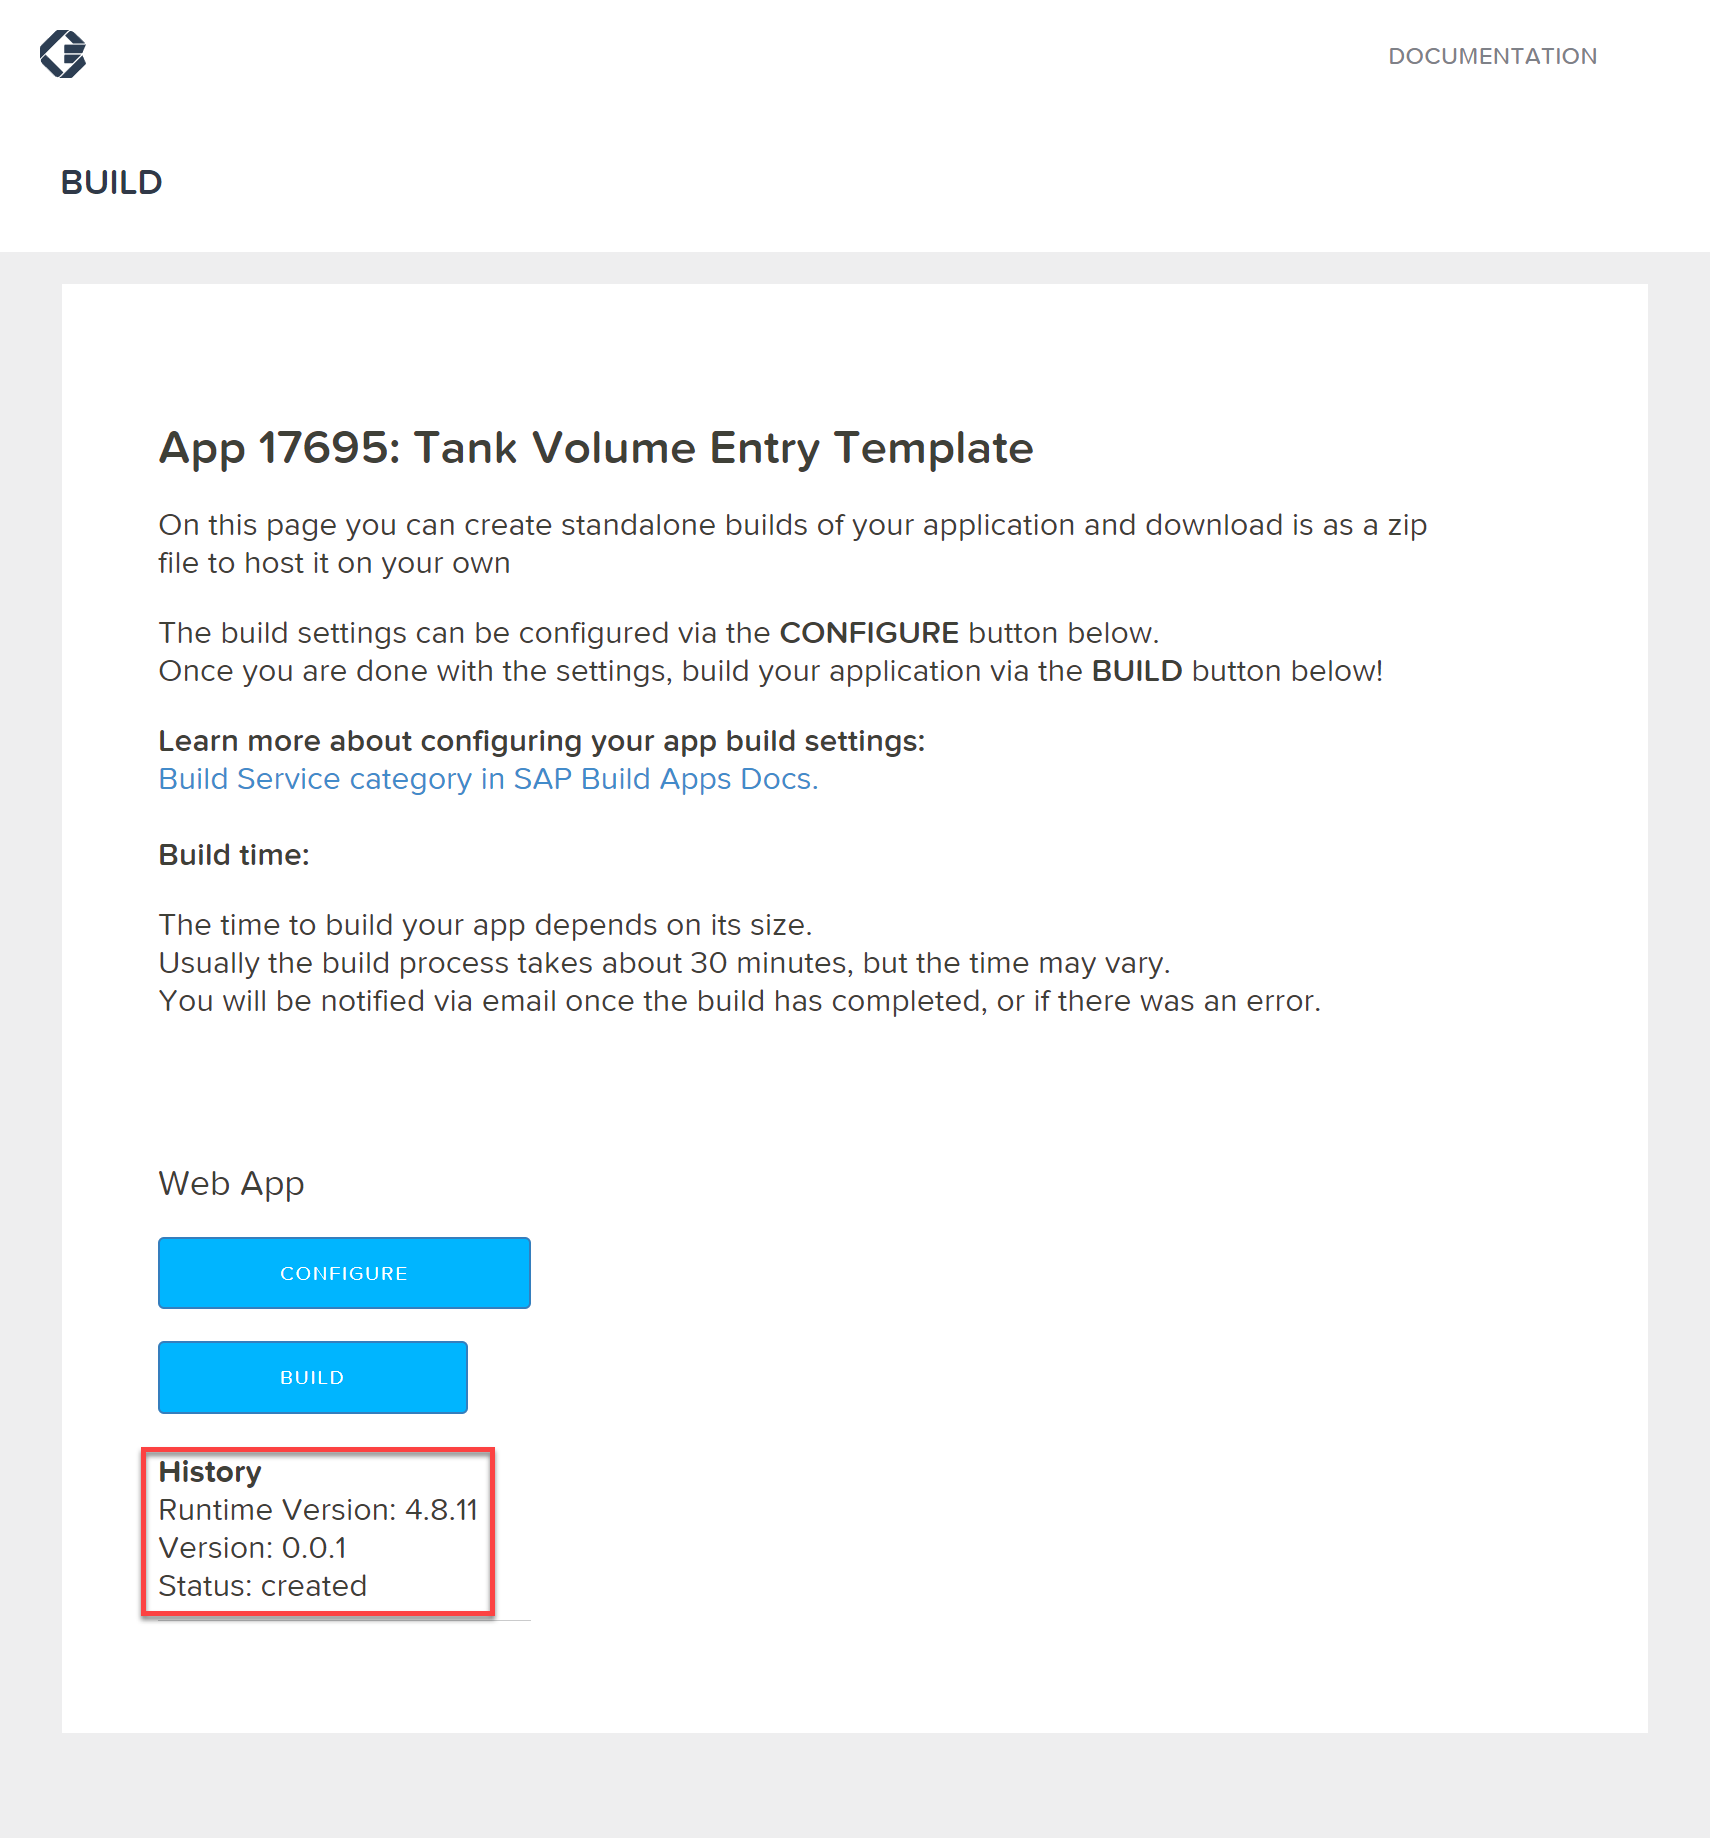 DOCUMENTATION
BUILD
App 17695: Tank Volume Entry Template
On this page you can create standalone builds of your application and download is as a zip
file to host it on your own
The build settings can be configured via the CONFIGURE button below.
Once you are done with the settings, build your application via the BUILD button below!
Learn more about configuring your app build settings:
Build Service category in SAP Build Apps Docs.
Build time:
The time to build your app depends on its size.
Usually the build process takes about 30 minutes, but the time may vary.
You will be notified via email once the build has completed, or if there was an error.
Web App
CONFIGURE
BUILD
History
Runtime Version: 4.8.11
Version: 0.0.1
Status: created